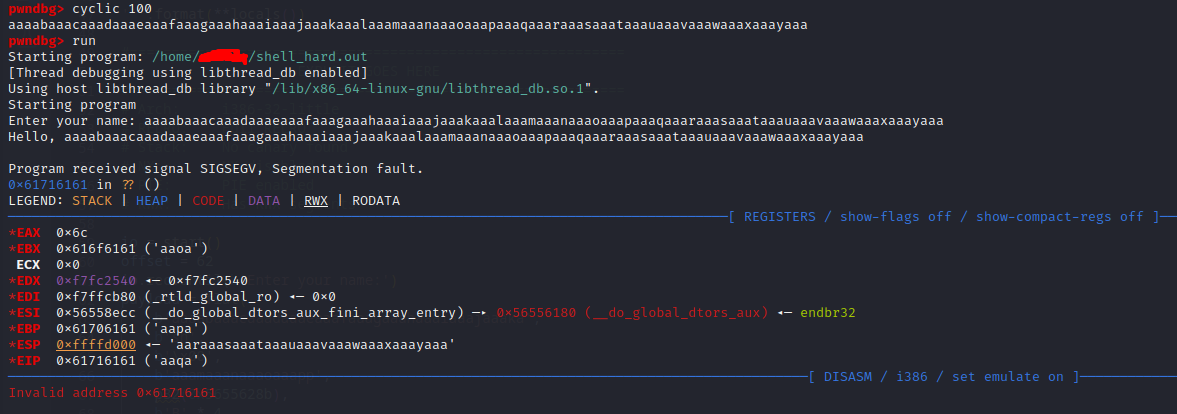 pwndbg> cyclic 100
aaaabaaacaaadaaaeaaafaaagaaahaaaiaaajaaakaaalaaamaaanaaaoaaapaaaqaaaraaasaaataaauaaavaaawaaaxaaayaaa
pwndbg> run
Starting program: /home/ /shell_hard.out
[Thread debugging using libthread_db enabled]
Using host libthread_db library "/lib/x86_64-linux-gnu/libthread_db.so.1".
Starting program
Enter your name: aaaabaaacaaadaaaeaaafaaagaaahaaaiaaajaaakaaalaaamaaanaaaoaaapaaaqaaaraaasaaataaauaaavaaawaaaxaaayaaa
Hello, aaaabaaacaaadaaaeaaafaaagaaahaaaiaaajaaakaaalaaamaaanaaaoaaapaaaqaaaraaasaaataaauaaavaaawaaaxaaayaaa
Program received signal SIGSEGV, Segmentation fault.
0×61716161 in ?? ()
LEGEND: STACK | HEAP | CODE | DATA | RWX | RODATA
[ REGISTERS / show-flags off / show-compact-regs off ]
*EAX 0×6c
*EBX 0×616f6161 ('aaoa')
ECX 0×0
*EDX 0×f7fc2540 ◂— 0×f7fc2540
*EDI 0×f7ffcb80 (_rtld_global_ro) ◂— 0×0
*ESI 0×56558ecc (__do_global_dtors_aux_fini_array_entry) —▸ 0×56556180 (__do_global_dtors_aux) ◂— endbr32
*EBP 0×61706161 ('aapa')
*ESP 0×ffffd000 ◂— 'aaraaasaaataaauaaavaaawaaaxaaayaaa'
*EIP 0×61716161 ('aaqa')
[ DISASM / i386 / set emulate on ]
Invalid address 0×61716161